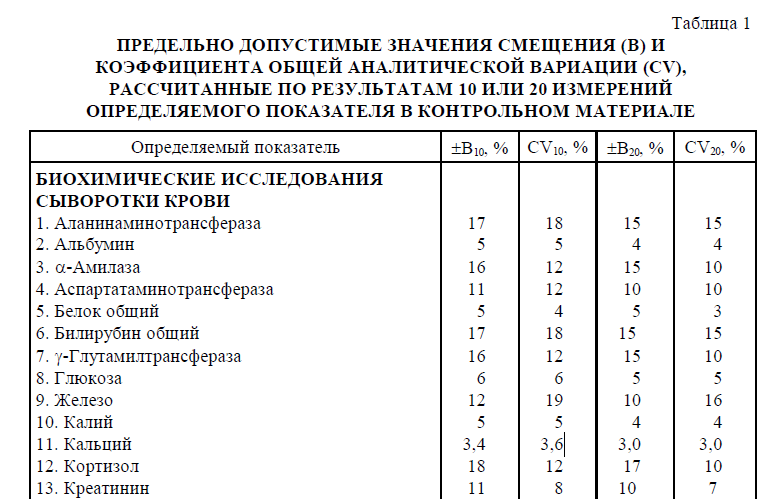 Таблица 1
ПРЕДЕЛЬНО ДОПУСТИМЫЕ ЗНАЧЕНИЯ СМЕЩЕНИЯ (B) И
КОЭФФИЦИЕНТА ОБЩЕЙ АНАЛИТИЧЕСКОЙ ВАРИАЦИИ (CV),
РАССЧИТАННЫЕ ПО РЕЗУЛЬТАТАМ 10 ИЛИ 20 ИЗМЕРЕНИЙ
ОПРЕДЕЛЯЕМОГО ПОКАЗАТЕЛЯ В КОНТРОЛЬНОМ МАТЕРИАЛЕ
Определяемый показатель ±B10, % CV10, % ±B20, % CV20, %
БИОХИМИЧЕСКИЕ ИССЛЕДОВАНИЯ
СЫВОРОТКИ КРОВИ
1. Аланинаминотрансфераза 17 18 15 15
2. Альбумин 5 5 4 4
3. α-Амилаза 16 12 15 10
4. Аспартатаминотрансфераза 11 12 10 10
5. Белок общий 5 4 5 3
6. Билирубин общий 17 18 15 15
7. γ-Глутамилтрансфераза 16 12 15 10
8. Глюкоза 6 6 5 5
9. Железо 12 19 10 16
10. Калий 5 5 4 4
11. Кальций 3,4 3,6 3,0 3,0
12. Кортизол 18 12 17 10
13. Креатинин 11 8 10 7